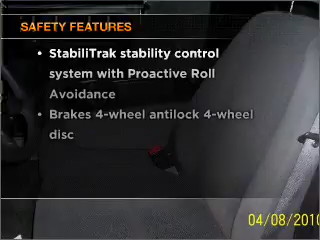 SAFETY FEATURES
• StabiliTrak stability control
system with Proactive Roll
Avoidance
• Brakes 4-wheel antilock 4-wheel
disc
04/08/2010